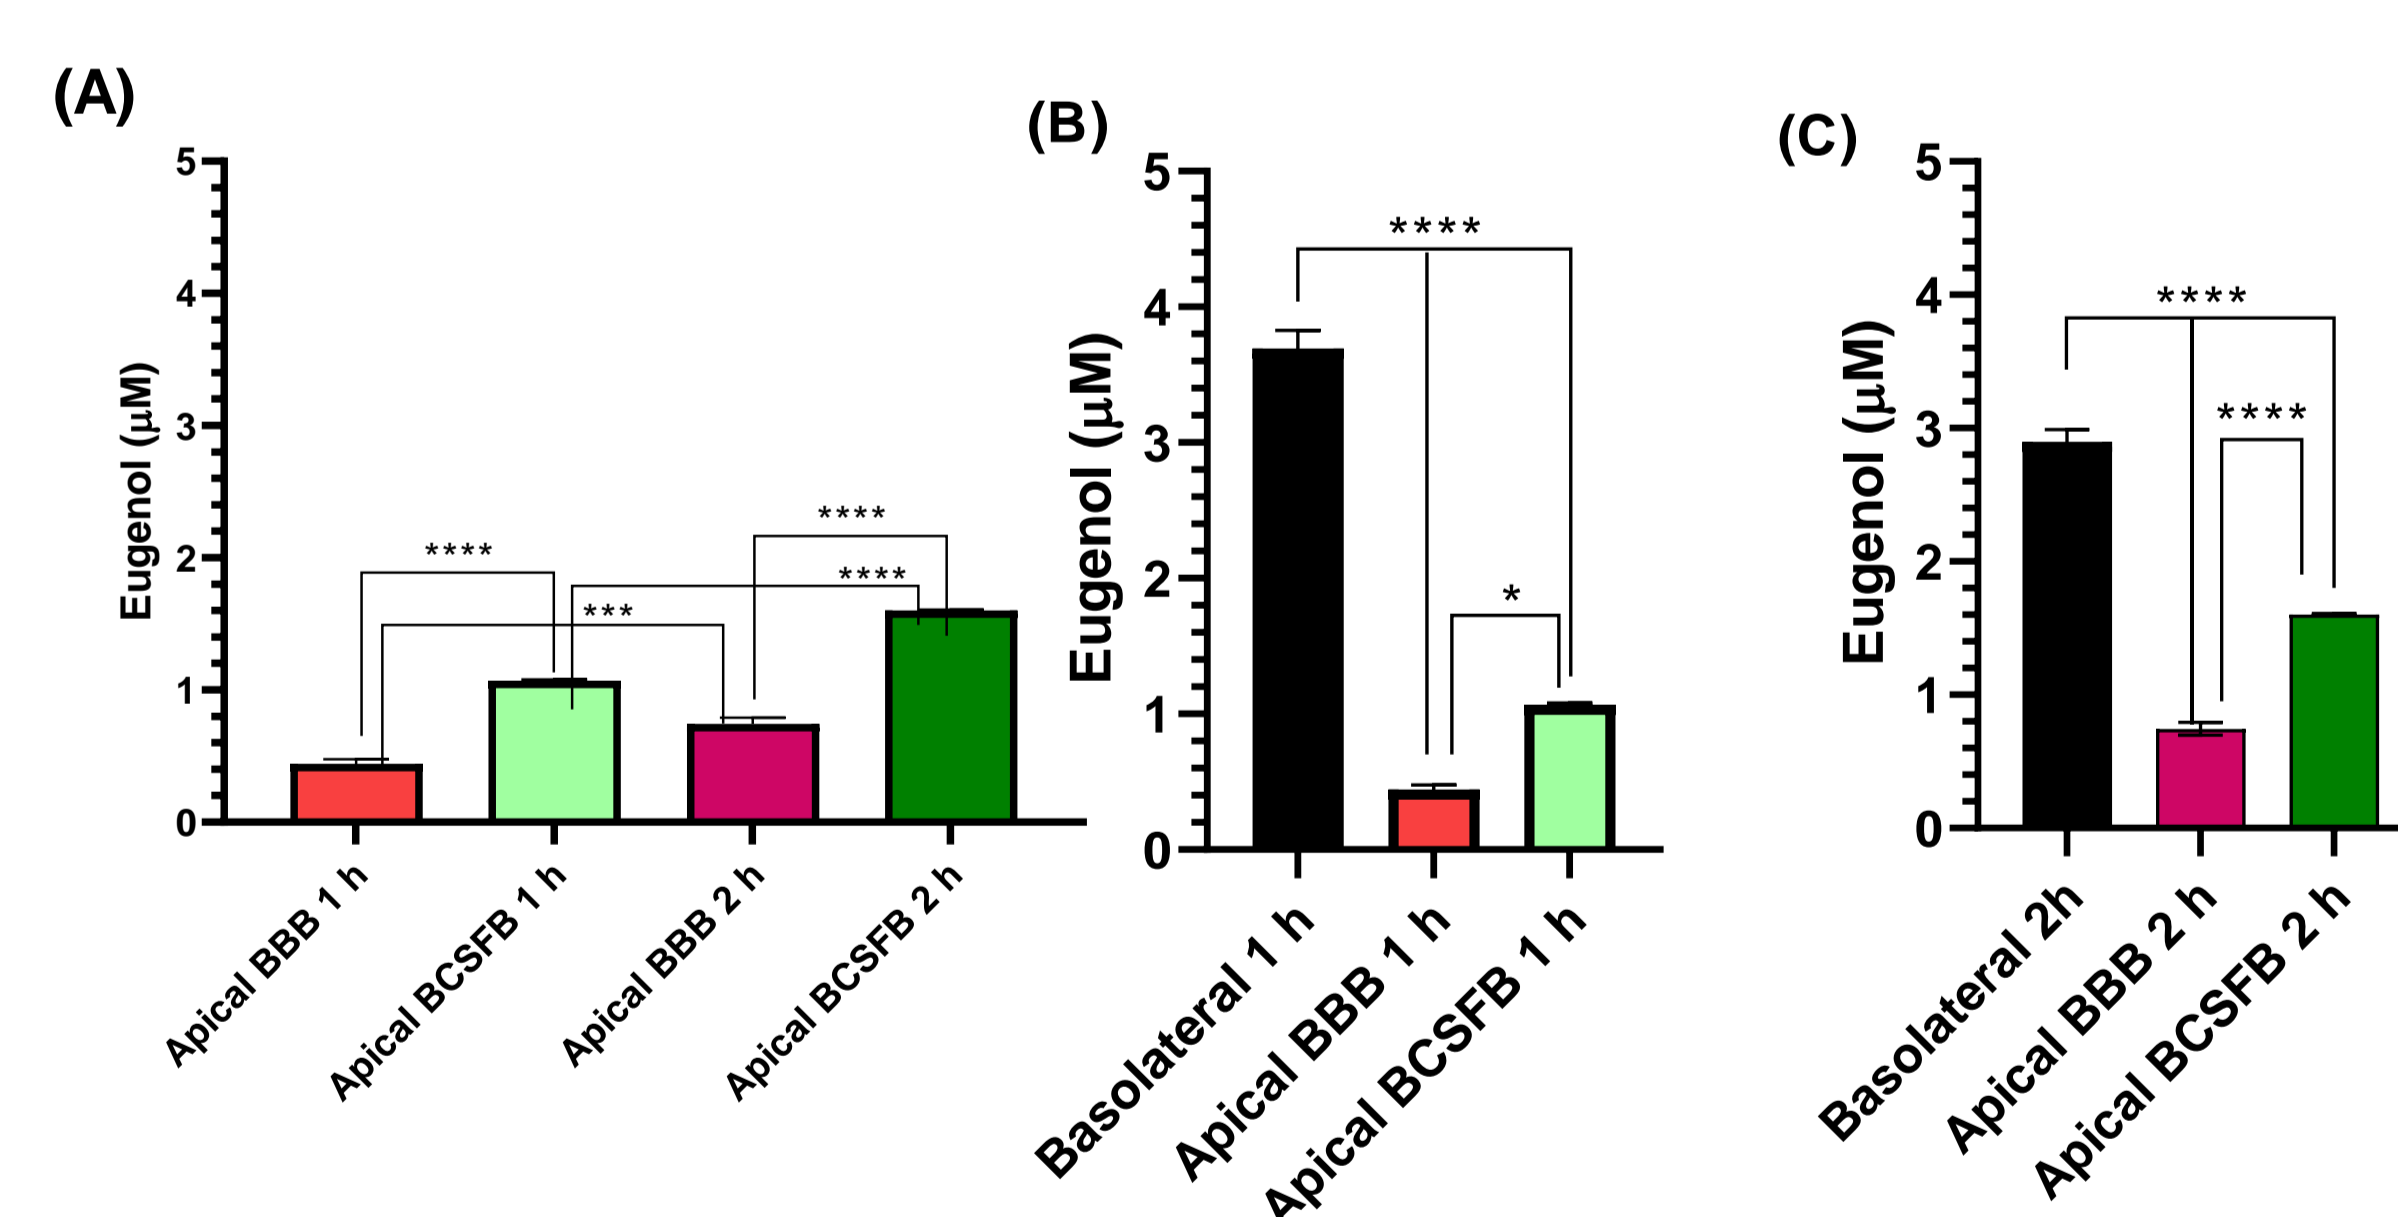 (A)
Eugenol (µM)
5
4
3
2
1
0
****
****
****
***
Apical BBB 1 h
Apical BCSFB 1 h
Apical BBB 2 h
Apical BCSFB 2 h
(B)
Eugenol (µM)
5
4
3
2
1
0
****
*
Basolateral 1 h
Apical BBB 1 h
Apical BCSFB 1 h
(C)
Eugenol (µM)
5
4
3
2
1
0
****
****
Basolateral 2h
Apical BBB 2 h
Apical BCSFB 2 h